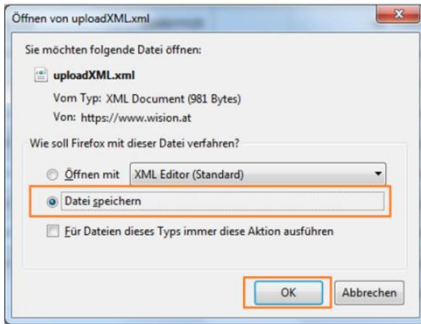 Öffnen von uploadXML.xml
Sie möchten folgende Datei öffnen:
uploadXML.xml
Vom Typ: XML Document (981 Bytes)
Von: https://www.wision.at
Wie soll Firefox mit dieser Datei verfahren?
Öffnen mit XML Editor (Standard)
Datei speichern
Für Dateien dieses Typs immer diese Aktion ausführen
OK Abbrechen